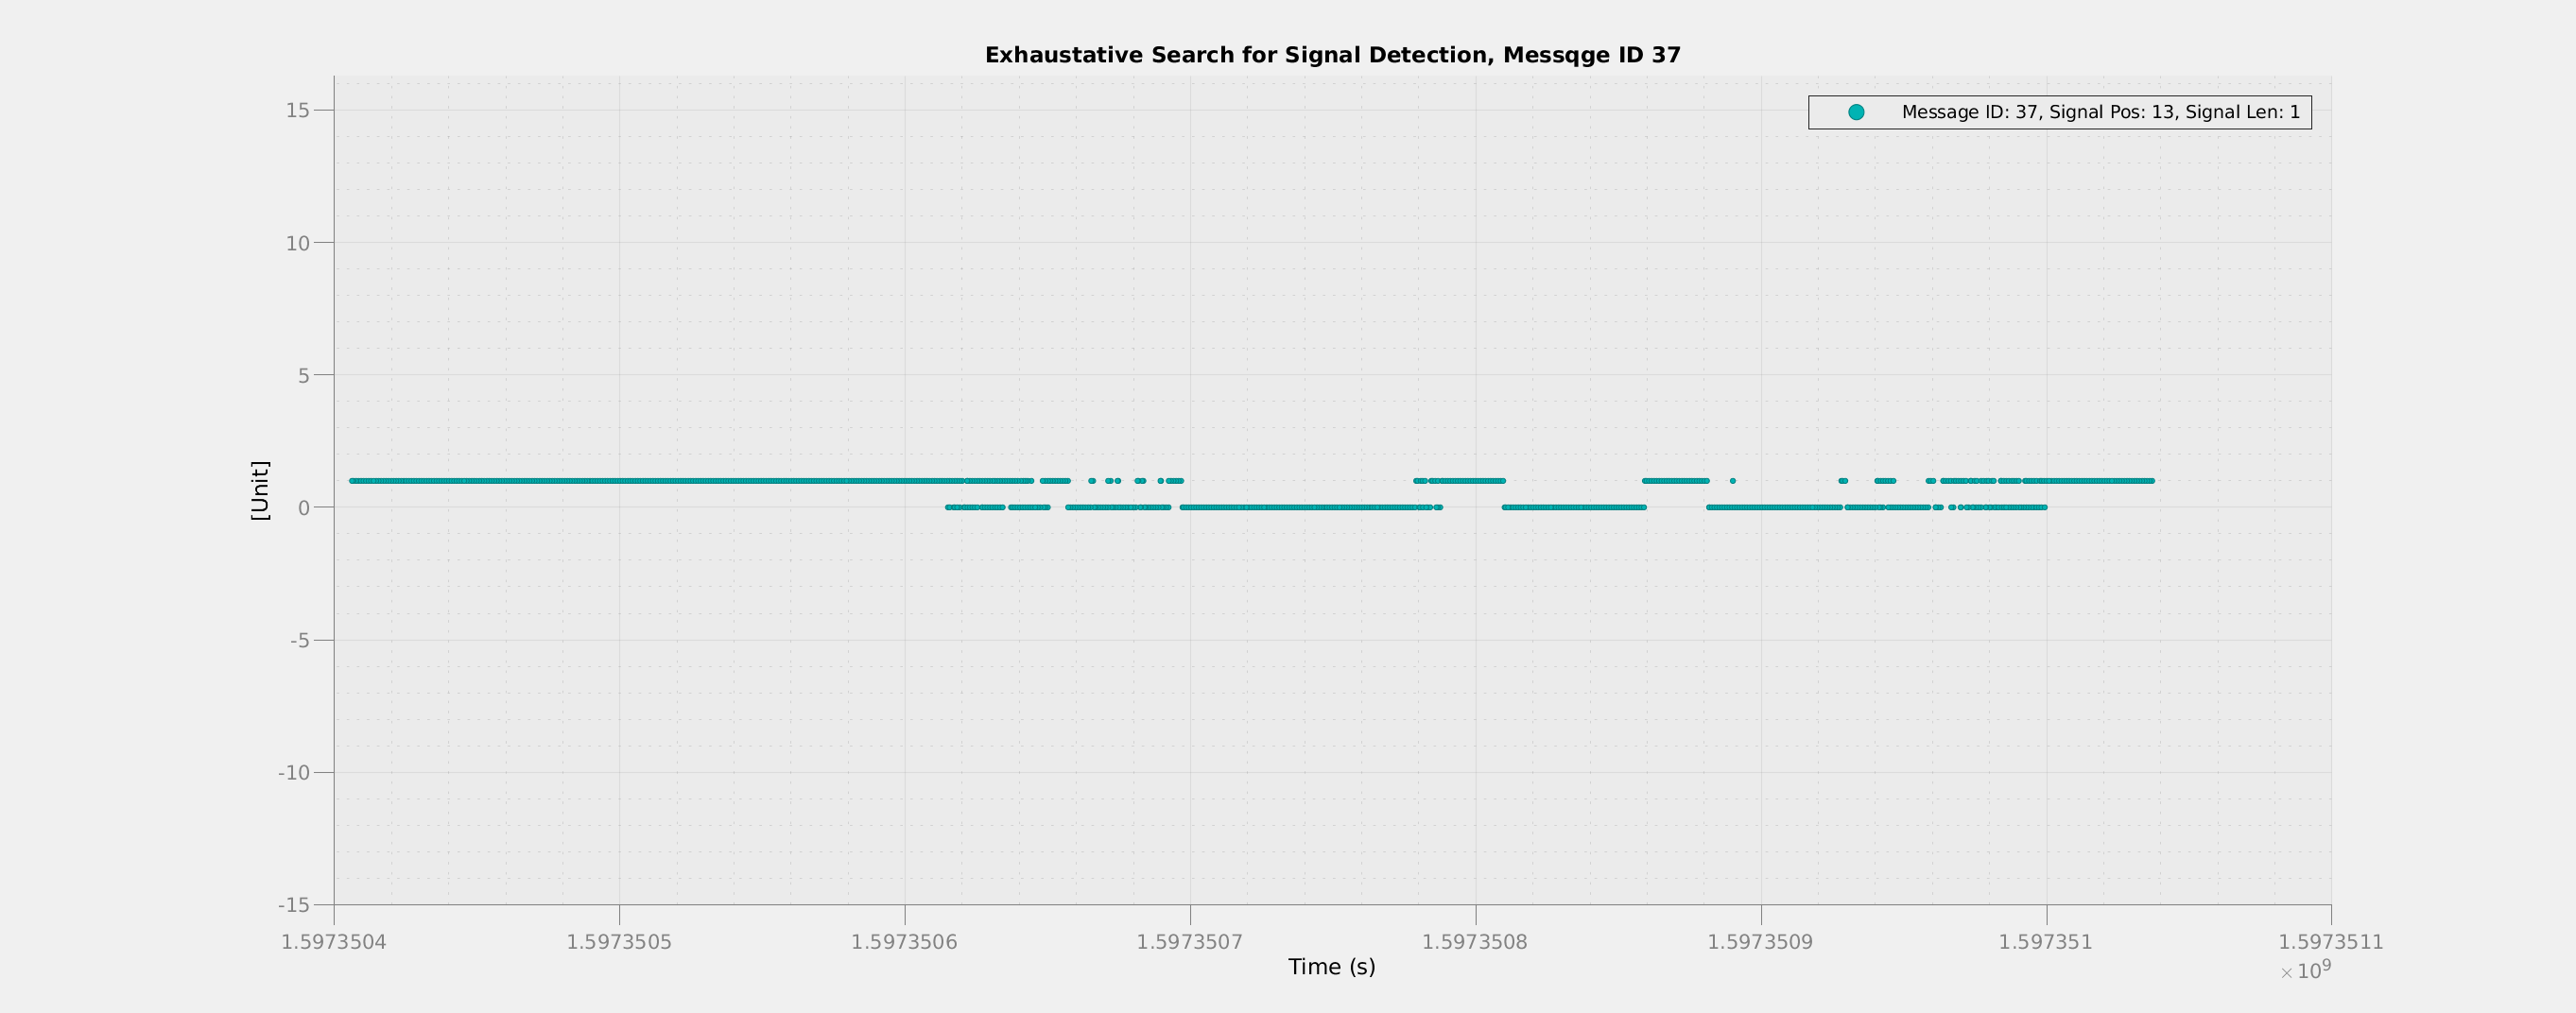 Exhaustative Search for Signal Detection, Messqge ID 37
Message ID: 37, Signal Pos: 13, Signal Len: 1
15
10
5
0
-5
-10
-15
[Unit]
1.5973504 1.5973505 1.5973506 1.5973507 1.5973508 1.5973509 1.597351 1.5973511
Time (s)
×10⁹